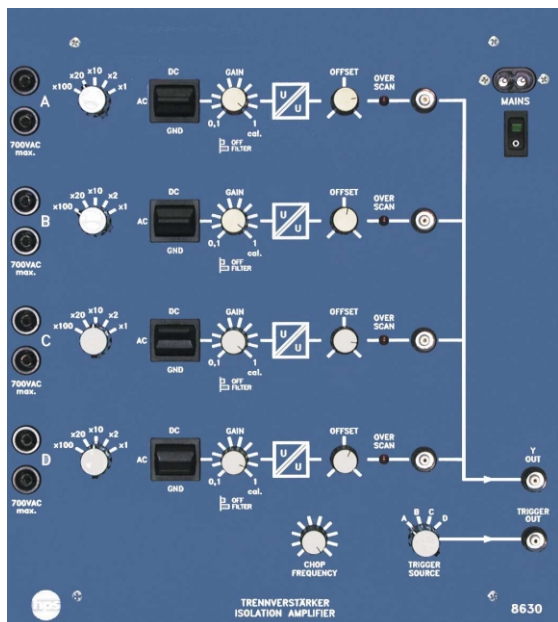 x100 x20 x10 x2 x1
A
700VAC
max.
DC
AC
GND
GAIN
0,1 1
cal.
OFF
FILTER
U
U
OFFSET
OVER
SCAN
MAINS
O
x100 x20 x10 x2 x1
B
700VAC
max.
DC
AC
GND
GAIN
0,1 1
cal.
OFF
FILTER
U
U
OFFSET
OVER
SCAN
x100 x20 x10 x2 x1
C
700VAC
max.
DC
AC
GND
GAIN
0,1 1
cal.
OFF
FILTER
U
U
OFFSET
OVER
SCAN
x100 x20 x10 x2 x1
D
700VAC
max.
DC
AC
GND
GAIN
0,1 1
cal.
OFF
FILTER
U
U
OFFSET
OVER
SCAN
Y
OUT
CHOP
FREQUENCY
A B C D
TRIGGER
SOURCE
TRIGGER
OUT
TRENNVERSTÄRKER
ISOLATION AMPLIFIER
8630